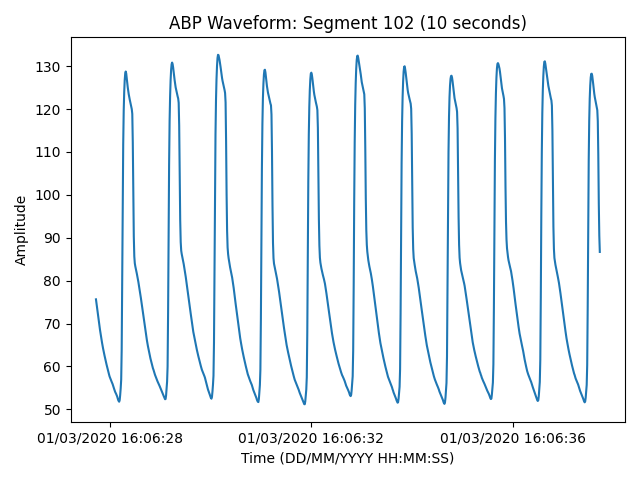 ABP Waveform: Segment 102 (10 seconds)
130
120
110
100
90
80
70
60
50
Amplitude
01/03/2020 16:06:28 01/03/2020 16:06:32 01/03/2020 16:06:36
Time (DD/MM/YYYY HH:MM:SS)